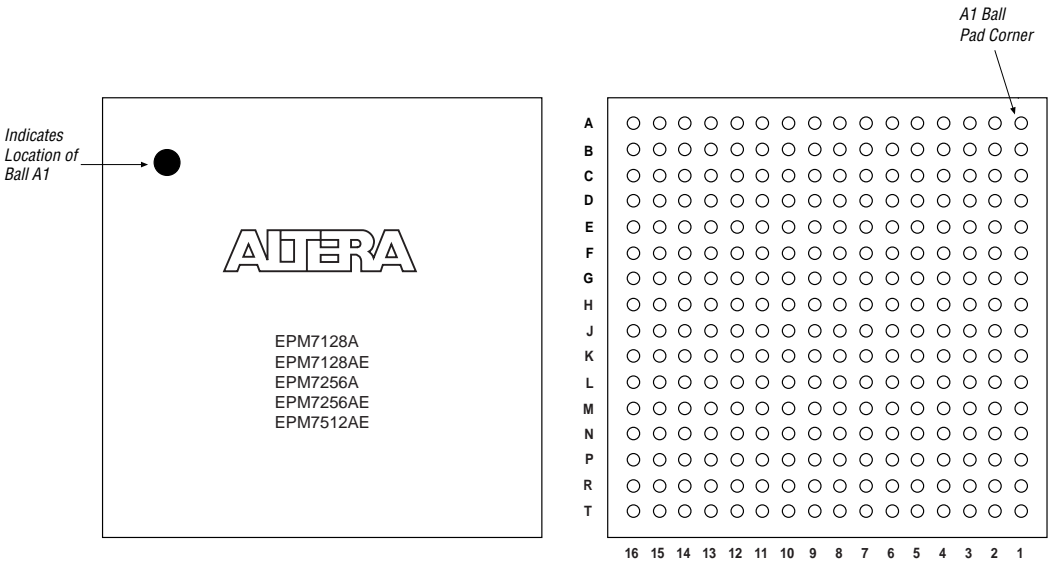 A1 Ball
Pad Corner
Indicates
Location of
Ball A1
ALTERA
EPM7128A
EPM7128AE
EPM7256A
EPM7256AE
EPM7512AE
A
B
C
D
E
F
G
H
J
K
L
M
N
P
R
T
16 15 14 13 12 11 10 9 8 7 6 5 4 3 2 1